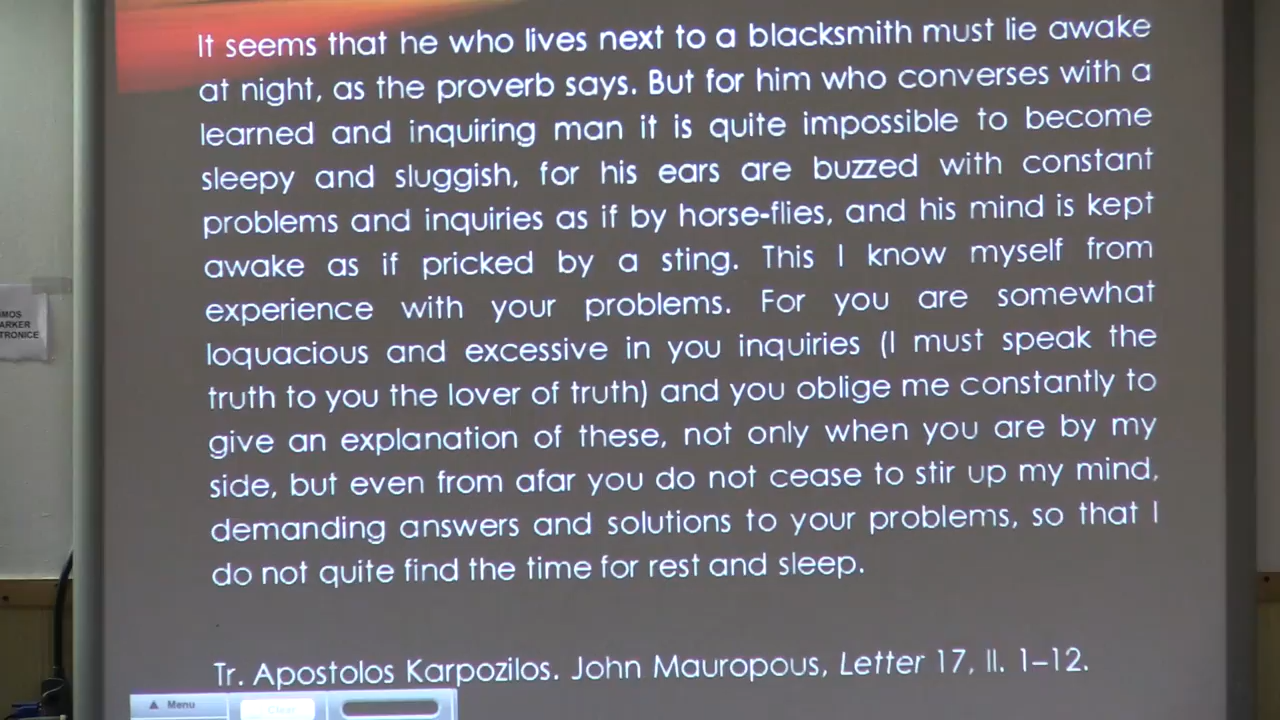 It seems that he who lives next to a blacksmith must lie awake
at night, as the proverb says. But for him who converses with a
learned and inquiring man it is quite impossible to become
sleepy and sluggish, for his ears are buzzed with constant
problems and inquiries as if by horse-flies, and his mind is kept
awake as if pricked by a sting. This I know myself from
experience with your problems. For you are somewhat
loquacious and excessive in you inquiries (I must speak the
truth to you the lover of truth) and you oblige me constantly to
give an explanation of these, not only when you are by my
side, but even from afar you do not cease to stir up my mind,
demanding answers and solutions to your problems, so that I
do not quite find the time for rest and sleep.
Tr. Apostolos Karpozilos. John Mauropous, Letter 17, ll. 1–12.
MOS
ARKER
TRONICE
▲ Menu
Clear